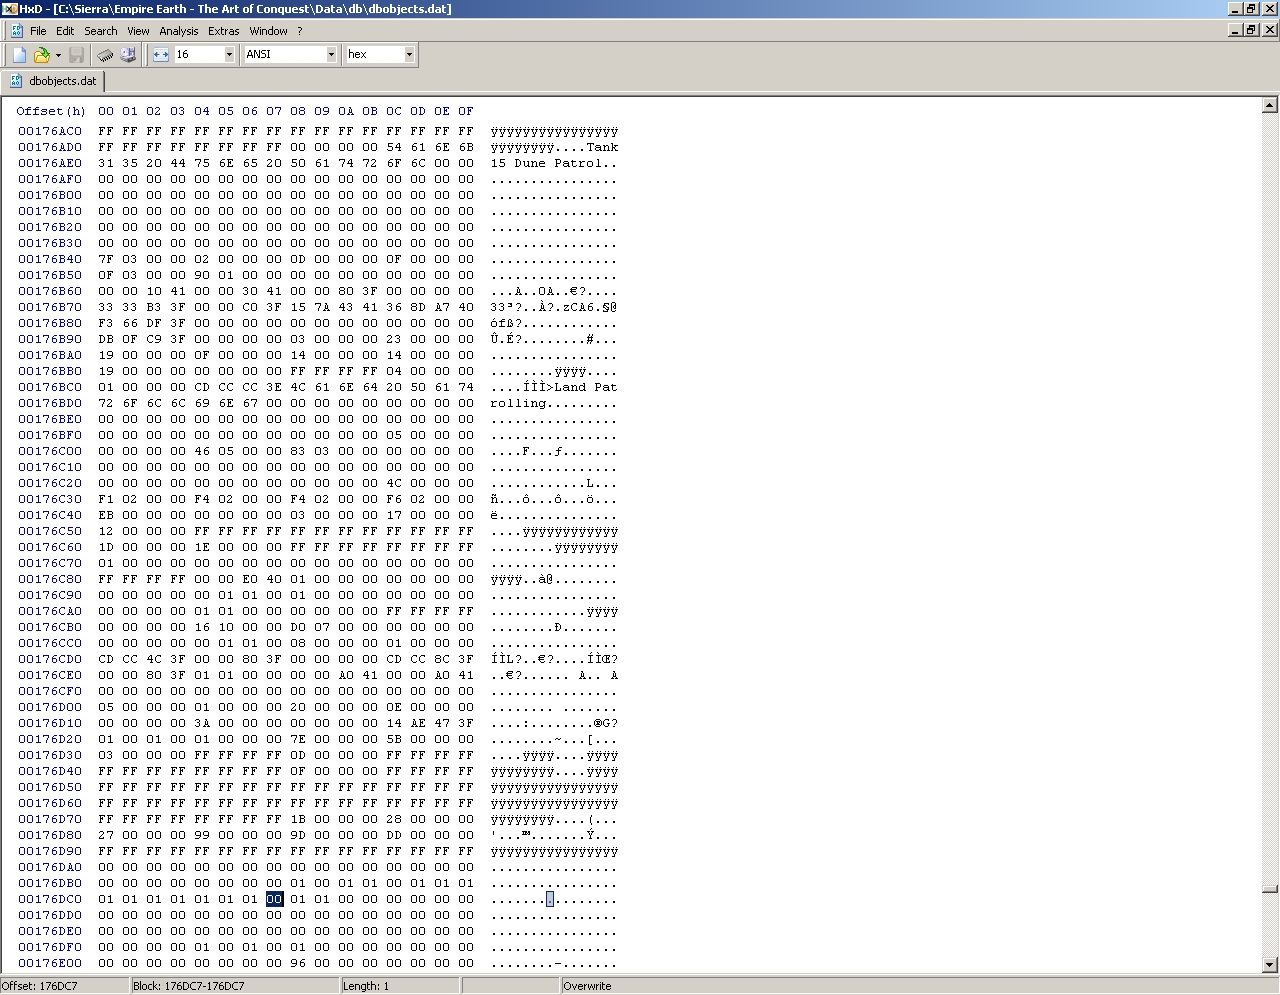 HxD - [C:\Sierra\Empire Earth - The Art of Conquest\Data\db\dbobjects.dat]
File Edit Search View Analysis Extras Window ?
16 ANSI hex
dbobjects.dat
Offset(h) 00 01 02 03 04 05 06 07 08 09 0A 0B 0C 0D 0E 0F
00176AC0 FF FF FF FF FF FF FF FF FF FF FF FF FF FF FF FF ÿÿÿÿÿÿÿÿÿÿÿÿÿÿÿÿ
00176AD0 FF FF FF FF FF FF FF FF 00 00 00 00 54 61 6E 6B ÿÿÿÿÿÿÿÿ....Tank
00176AE0 31 35 20 44 75 6E 65 20 50 61 74 72 6F 6C 00 00 15 Dune Patrol..
00176AF0 00 00 00 00 00 00 00 00 00 00 00 00 00 00 00 00 ................
00176B00 00 00 00 00 00 00 00 00 00 00 00 00 00 00 00 00 ................
00176B10 00 00 00 00 00 00 00 00 00 00 00 00 00 00 00 00 ................
00176B20 00 00 00 00 00 00 00 00 00 00 00 00 00 00 00 00 ................
00176B30 00 00 00 00 00 00 00 00 00 00 00 00 00 00 00 00 ................
00176B40 7F 03 00 00 02 00 00 00 0D 00 00 00 0F 00 00 00 ................
00176B50 0F 03 00 00 90 01 00 00 00 00 00 00 00 00 00 00 ................
00176B60 00 00 10 41 00 00 30 41 00 00 80 3F 00 00 00 00 ...A..0A..€?....
00176B70 33 33 B3 3F 00 00 C0 3F 15 7A 43 41 36 8D A7 40 33³?..À?.zCA6.§@
00176B80 F3 66 DF 3F 00 00 00 00 00 00 00 00 00 00 00 00 ófß?............
00176B90 DB 0F C9 3F 00 00 00 00 03 00 00 00 23 00 00 00 Û.É?........#...
00176BA0 19 00 00 00 0F 00 00 00 14 00 00 00 14 00 00 00 ................
00176BB0 19 00 00 00 00 00 00 00 FF FF FF FF 04 00 00 00 ........ÿÿÿÿ....
00176BC0 01 00 00 00 CD CC CC 3E 4C 61 6E 64 20 50 61 74 ....ÍÌÌ>Land Pat
00176BD0 72 6F 6C 6C 69 6E 67 00 00 00 00 00 00 00 00 00 rolling.........
00176BE0 00 00 00 00 00 00 00 00 00 00 00 00 00 00 00 00 ................
00176BF0 00 00 00 00 00 00 00 00 00 00 00 00 05 00 00 00 ................
00176C00 00 00 00 00 46 05 00 00 83 03 00 00 00 00 00 00 ....F...ƒ.......
00176C10 00 00 00 00 00 00 00 00 00 00 00 00 00 00 00 00 ................
00176C20 00 00 00 00 00 00 00 00 00 00 00 00 4C 00 00 00 ............L...
00176C30 F1 02 00 00 F4 02 00 00 F4 02 00 00 F6 02 00 00 ñ...ô...ô...ö...
00176C40 EB 00 00 00 00 00 00 00 03 00 00 00 17 00 00 00 ë...............
00176C50 12 00 00 00 FF FF FF FF FF FF FF FF FF FF FF FF ....ÿÿÿÿÿÿÿÿÿÿÿÿ
00176C60 1D 00 00 00 1E 00 00 00 FF FF FF FF FF FF FF FF ........ÿÿÿÿÿÿÿÿ
00176C70 01 00 00 00 00 00 00 00 00 00 00 00 00 00 00 00 ................
00176C80 FF FF FF FF 00 00 E0 40 01 00 00 00 00 00 00 00 ÿÿÿÿ..à@........
00176C90 00 00 00 00 00 01 01 00 01 00 00 00 00 00 00 00 ................
00176CA0 00 00 00 00 01 01 00 00 00 00 00 00 FF FF FF FF ............ÿÿÿÿ
00176CB0 00 00 00 00 16 10 00 00 D0 07 00 00 00 00 00 00 ........Ð.......
00176CC0 00 00 00 00 00 01 01 00 08 00 00 00 01 00 00 00 ................
00176CD0 CD CC 4C 3F 00 00 80 3F 00 00 00 00 CD CC 8C 3F ÍÌL?..€?....ÍÌŒ?
00176CE0 00 00 80 3F 01 01 00 00 00 00 A0 41 00 00 A0 41 ..€?...... A.. A
00176CF0 00 00 00 00 00 00 00 00 00 00 00 00 00 00 00 00 ................
00176D00 05 00 00 00 01 00 00 00 20 00 00 00 0E 00 00 00 ........ .......
00176D10 00 00 00 00 3A 00 00 00 00 00 00 00 14 AE 47 3F ....:........®G?
00176D20 01 00 01 00 01 00 00 00 7E 00 00 00 5B 00 00 00 ........~...[...
00176D30 03 00 00 00 FF FF FF FF 0D 00 00 00 FF FF FF FF ....ÿÿÿÿ....ÿÿÿÿ
00176D40 FF FF FF FF FF FF FF FF 0F 00 00 00 FF FF FF FF ÿÿÿÿÿÿÿÿ....ÿÿÿÿ
00176D50 FF FF FF FF FF FF FF FF FF FF FF FF FF FF FF FF ÿÿÿÿÿÿÿÿÿÿÿÿÿÿÿÿ
00176D60 FF FF FF FF FF FF FF FF FF FF FF FF FF FF FF FF ÿÿÿÿÿÿÿÿÿÿÿÿÿÿÿÿ
00176D70 FF FF FF FF FF FF FF FF 1B 00 00 00 28 00 00 00 ÿÿÿÿÿÿÿÿ....(...
00176D80 27 00 00 00 99 00 00 00 9D 00 00 00 DD 00 00 00 '...™.......Ý...
00176D90 FF FF FF FF FF FF FF FF FF FF FF FF FF FF FF FF ÿÿÿÿÿÿÿÿÿÿÿÿÿÿÿÿ
00176DA0 00 00 00 00 00 00 00 00 00 00 00 00 00 00 00 00 ................
00176DB0 00 00 00 00 00 00 00 00 01 00 01 01 00 01 01 01 ................
00176DC0 01 01 01 01 01 01 01 00 01 01 00 00 00 00 00 00 ................
00176DD0 00 00 00 00 00 00 00 00 00 00 00 00 00 00 00 00 ................
00176DE0 00 00 00 00 00 00 00 00 00 00 00 00 00 00 00 00 ................
00176DF0 00 00 00 00 01 00 01 00 01 00 00 00 00 00 00 00 ................
00176E00 00 00 00 00 00 00 00 00 96 00 00 00 00 00 00 00 ........–.......
Offset: 176DC7 Block: 176DC7-176DC7 Length: 1 Overwrite